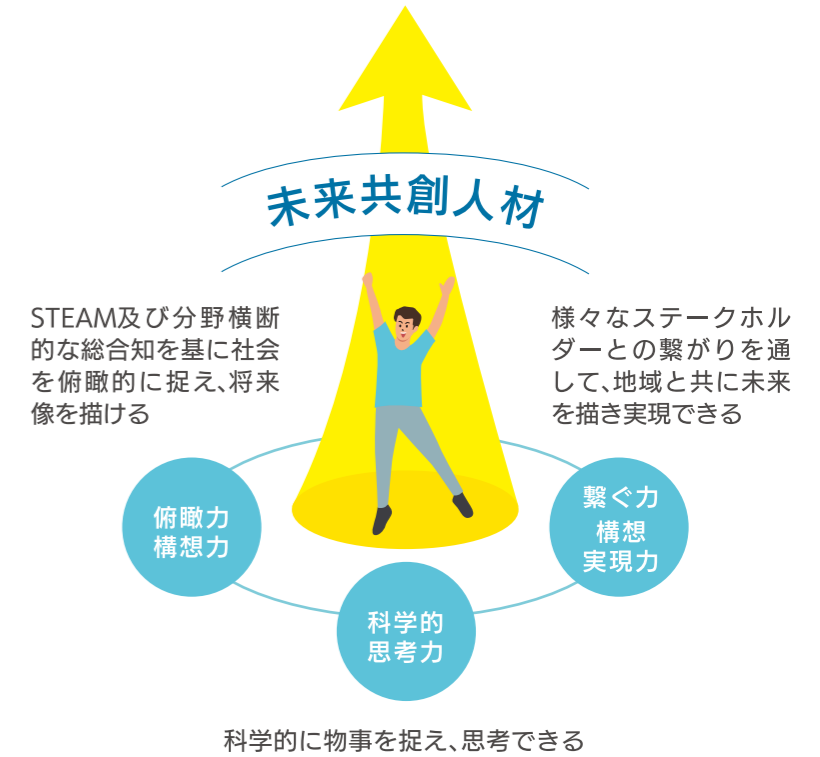 未来共創人材
STEAM及び分野横断
的な総合知を基に社会
を俯瞰的に捉え、将来
像を描ける
様々なステークホル
ダーとの繋がりを通
して、地域と共に未来
を描き実現できる
俯瞰力
構想力
繋ぐ力
構想
実現力
科学的
思考力
科学的に物事を捉え、思考できる